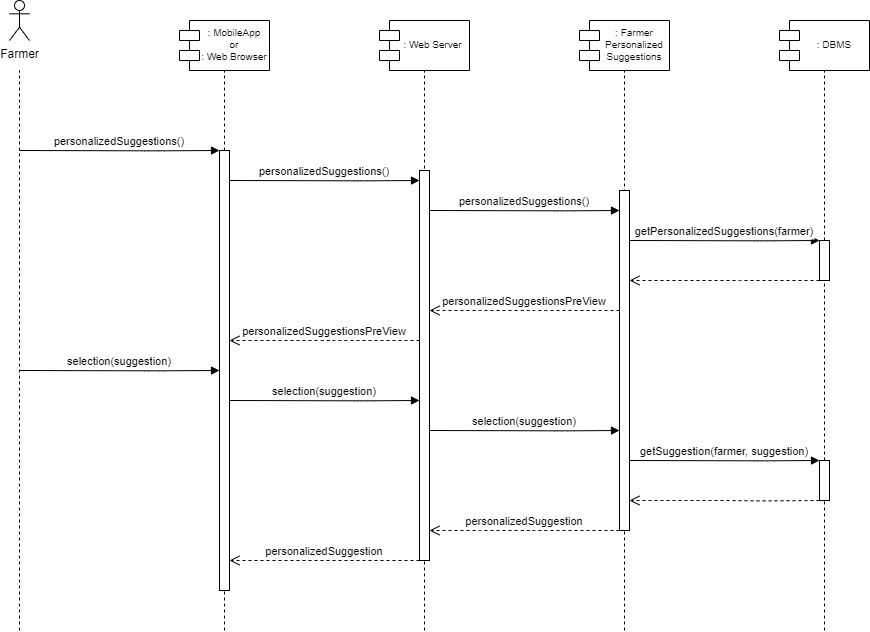 Farmer
: MobileApp
or
: Web Browser
: Web Server
: Farmer
Personalized
Suggestions
: DBMS
personalizedSuggestions()
personalizedSuggestions()
personalizedSuggestions()
getPersonalizedSuggestions(farmer)
personalizedSuggestionsPreView
personalizedSuggestionsPreView
selection(suggestion)
selection(suggestion)
selection(suggestion)
getSuggestion(farmer, suggestion)
personalizedSuggestion
personalizedSuggestion